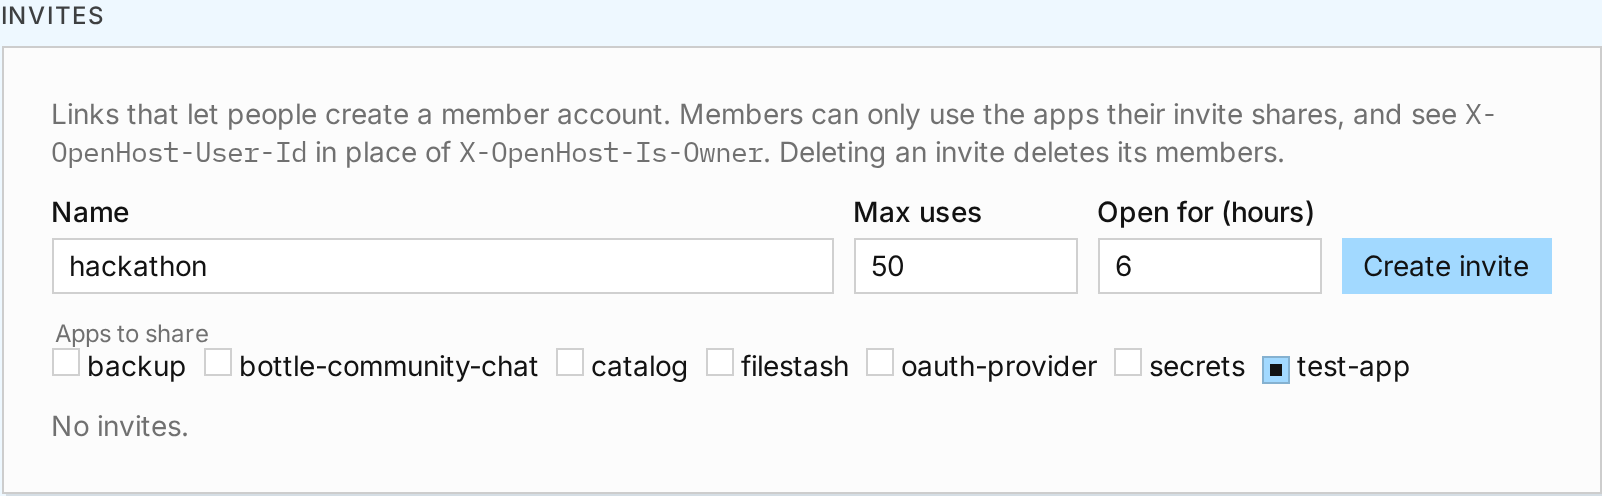 INVITES
Links that let people create a member account. Members can only use the apps their invite shares, and see X-
OpenHost-User-Id in place of X-OpenHost-Is-Owner. Deleting an invite deletes its members.
Name Max uses Open for (hours)
hackathon 50 6 Create invite
Apps to share
backup bottle-community-chat catalog filestash oauth-provider secrets test-app
No invites.